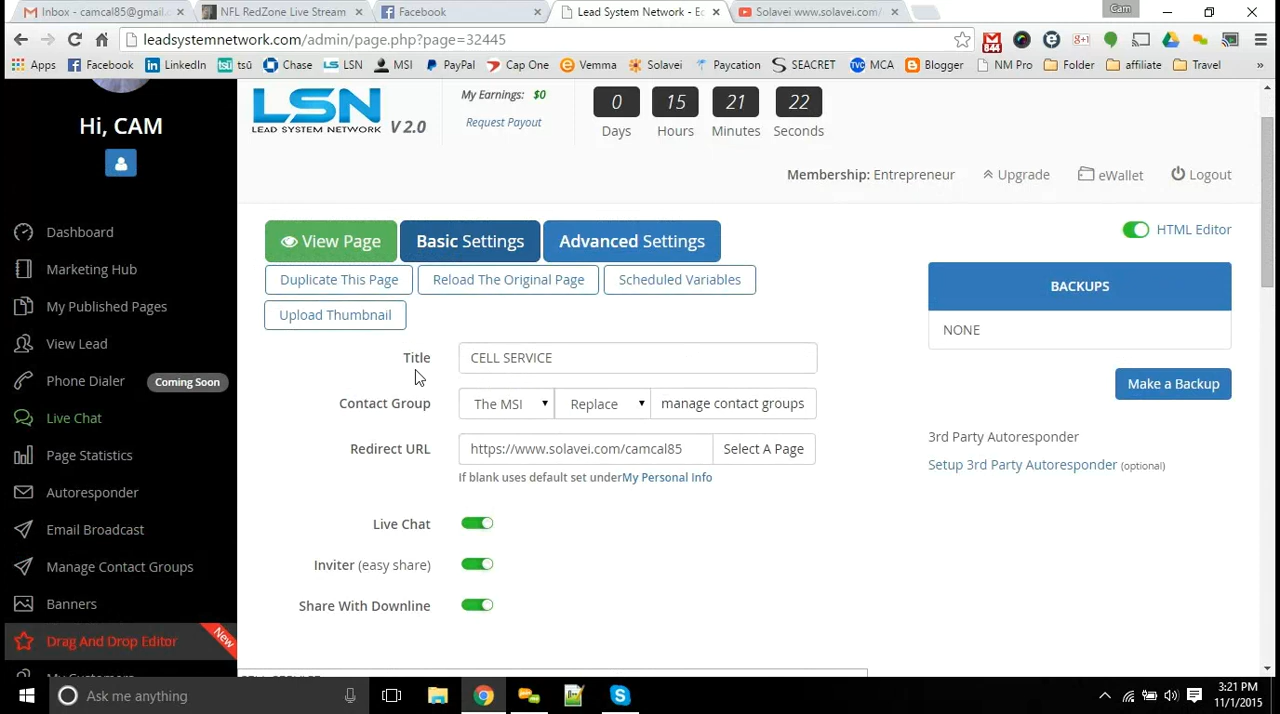 Inbox - camcal85@gmail.c
NFL RedZone Live Stream
Facebook
Lead System Network - Ec
Solavei www.solavei.com/
Cam
leadsystemnetwork.com/admin/page.php?page=32445
844
Apps
Facebook
LinkedIn
tsū
Chase
LSN
MSI
PayPal
Cap One
Vemma
Solavei
Paycation
SEACRET
MCA
Blogger
NM Pro
Folder
affiliate
Travel
»
LSN
LEAD SYSTEM NETWORK
V 2.0
My Earnings: $0
Request Payout
0 15 21 22
Days Hours Minutes Seconds
Hi, CAM
Membership: Entrepreneur
Upgrade
eWallet
Logout
Dashboard
Marketing Hub
My Published Pages
View Lead
Phone Dialer
Coming Soon
Live Chat
Page Statistics
Autoresponder
Email Broadcast
Manage Contact Groups
Banners
Drag And Drop Editor
New
View Page
Basic Settings
Advanced Settings
Duplicate This Page
Reload The Original Page
Scheduled Variables
Upload Thumbnail
Title
CELL SERVICE
Contact Group
The MSI
Replace
manage contact groups
Redirect URL
https://www.solavei.com/camcal85
Select A Page
If blank uses default set underMy Personal Info
Live Chat
Inviter (easy share)
Share With Downline
HTML Editor
BACKUPS
NONE
Make a Backup
3rd Party Autoresponder
Setup 3rd Party Autoresponder (optional)
Ask me anything
3:21 PM
11/1/2015